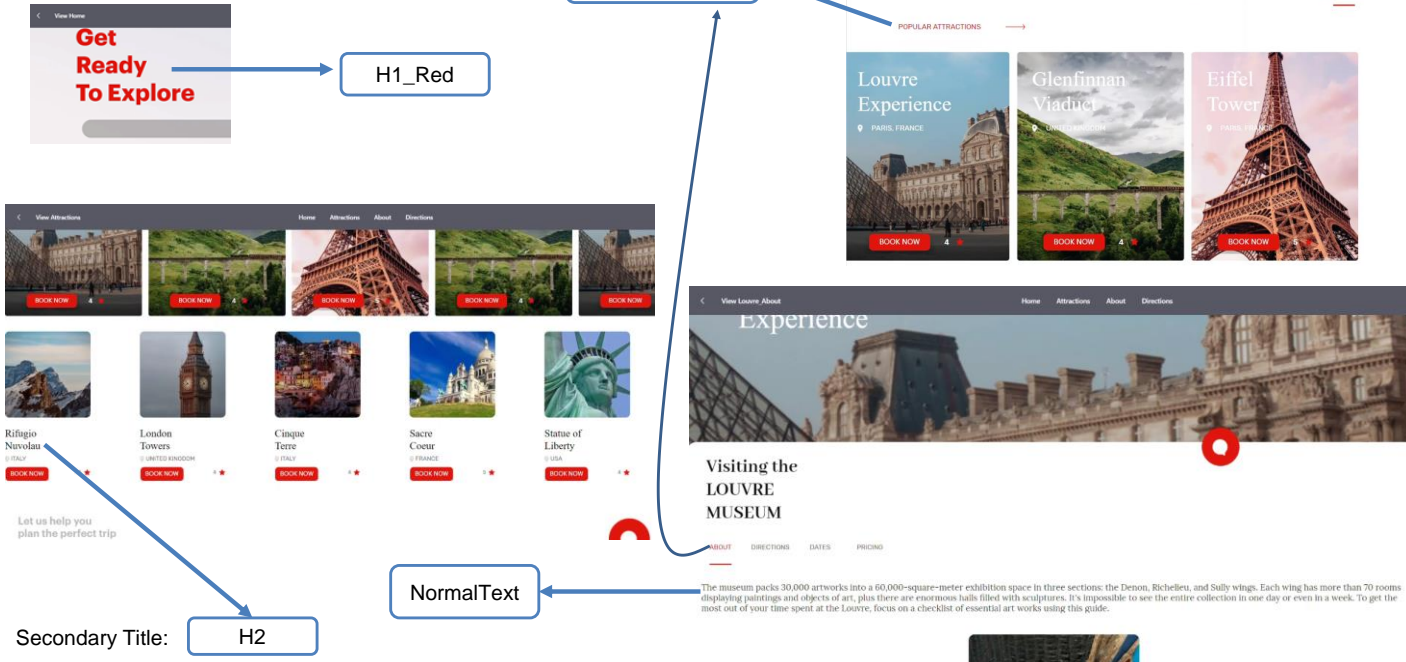 View Home
Get
Ready
To Explore
H1_Red
POPULAR ATTRACTIONS
Louvre
Experience
PARIS, FRANCE
BOOK NOW 4
Glenfinnan
Viaduct
UNITED KINGDOM
BOOK NOW 4
Eiffel
Tower
PARIS, FRANCE
BOOK NOW 5
View Attractions Home Attractions About Directions
BOOK NOW 4
BOOK NOW 4
BOOK NOW 5
BOOK NOW 4
BOOK NOW
Rifugio
Nuvolau
ITALY
BOOK NOW
London
Towers
UNITED KINGDOM
BOOK NOW 4
Cinque
Terre
ITALY
BOOK NOW 4
Sacre
Coeur
FRANCE
BOOK NOW 5
Statue of
Liberty
USA
BOOK NOW 4
Let us help you
plan the perfect trip
Secondary Title: H2
View Louvre_About Home Attractions About Directions
Experience
Visiting the
LOUVRE
MUSEUM
ABOUT DIRECTIONS DATES PRICING
NormalText
The museum packs 30,000 artworks into a 60,000-square-meter exhibition space in three sections: the Denon, Richelieu, and Sully wings. Each wing has more than 70 rooms
displaying paintings and objects of art, plus there are enormous halls filled with sculptures. It's impossible to see the entire collection in one day or even in a week. To get the
most out of your time spent at the Louvre, focus on a checklist of essential art works using this guide.